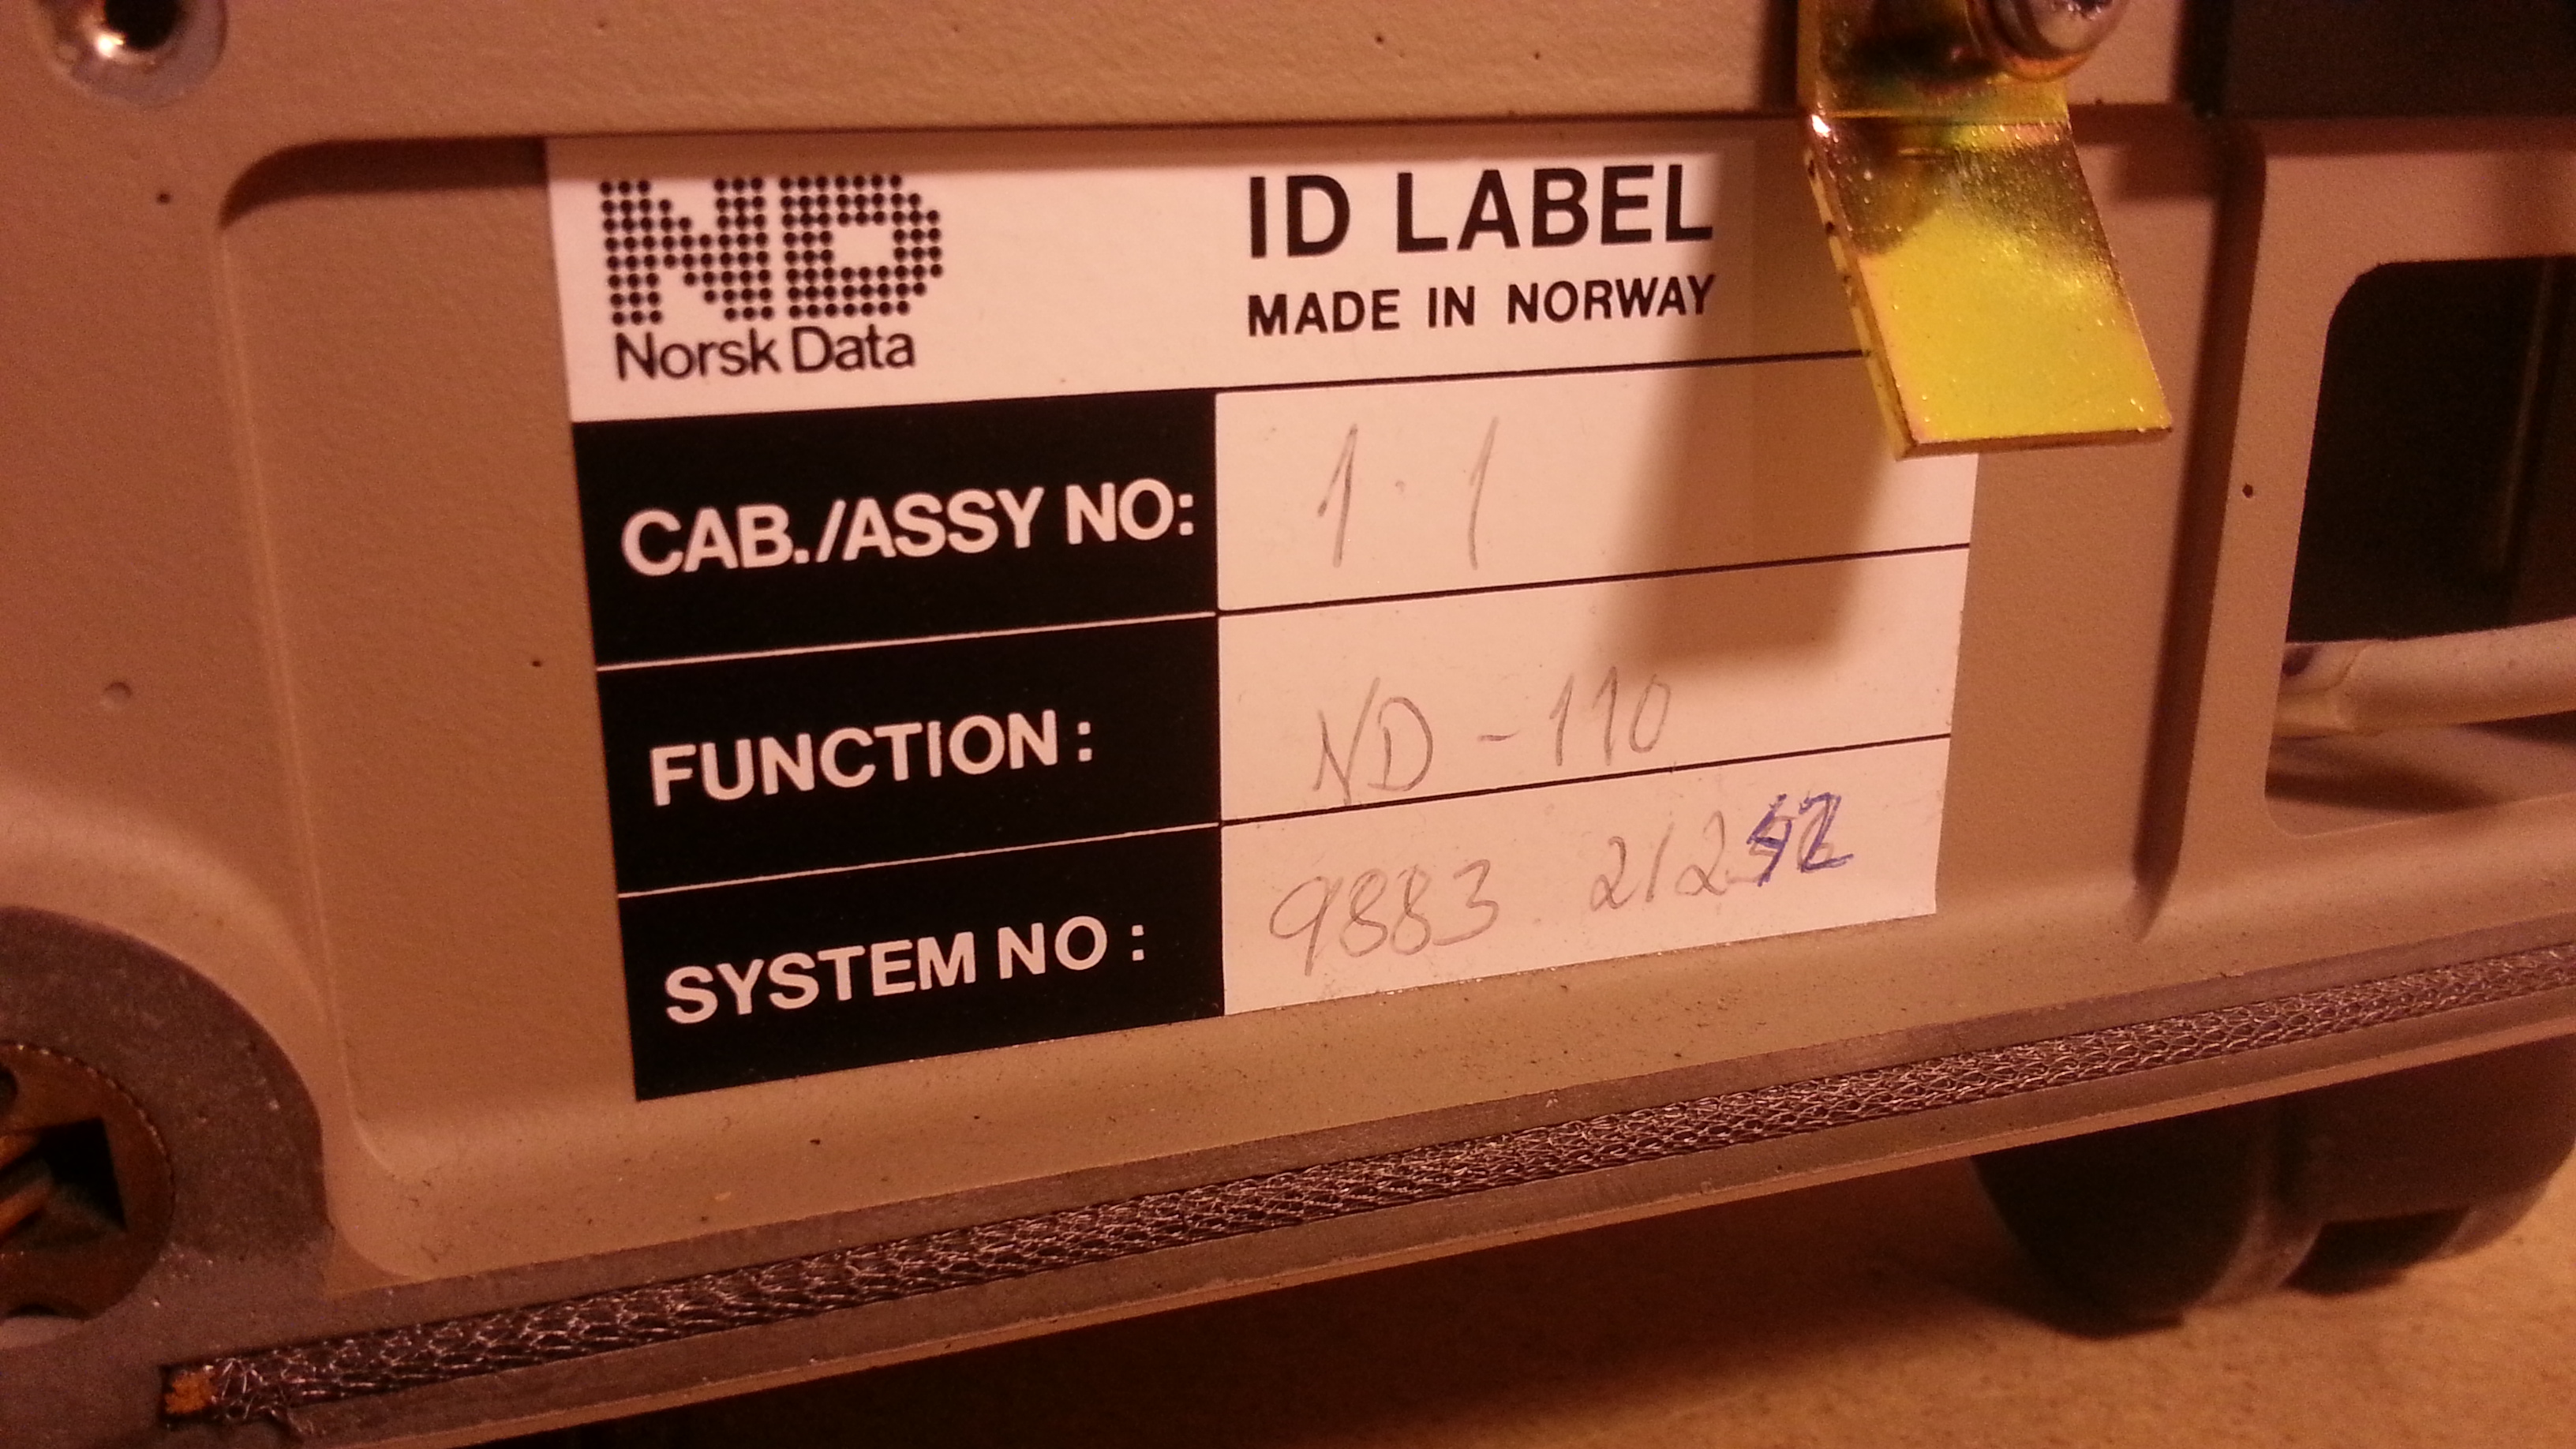 ND
Norsk Data
ID LABEL
MADE IN NORWAY
CAB./ASSY NO: 1.1
FUNCTION: ND-110
SYSTEM NO: 9883 21242